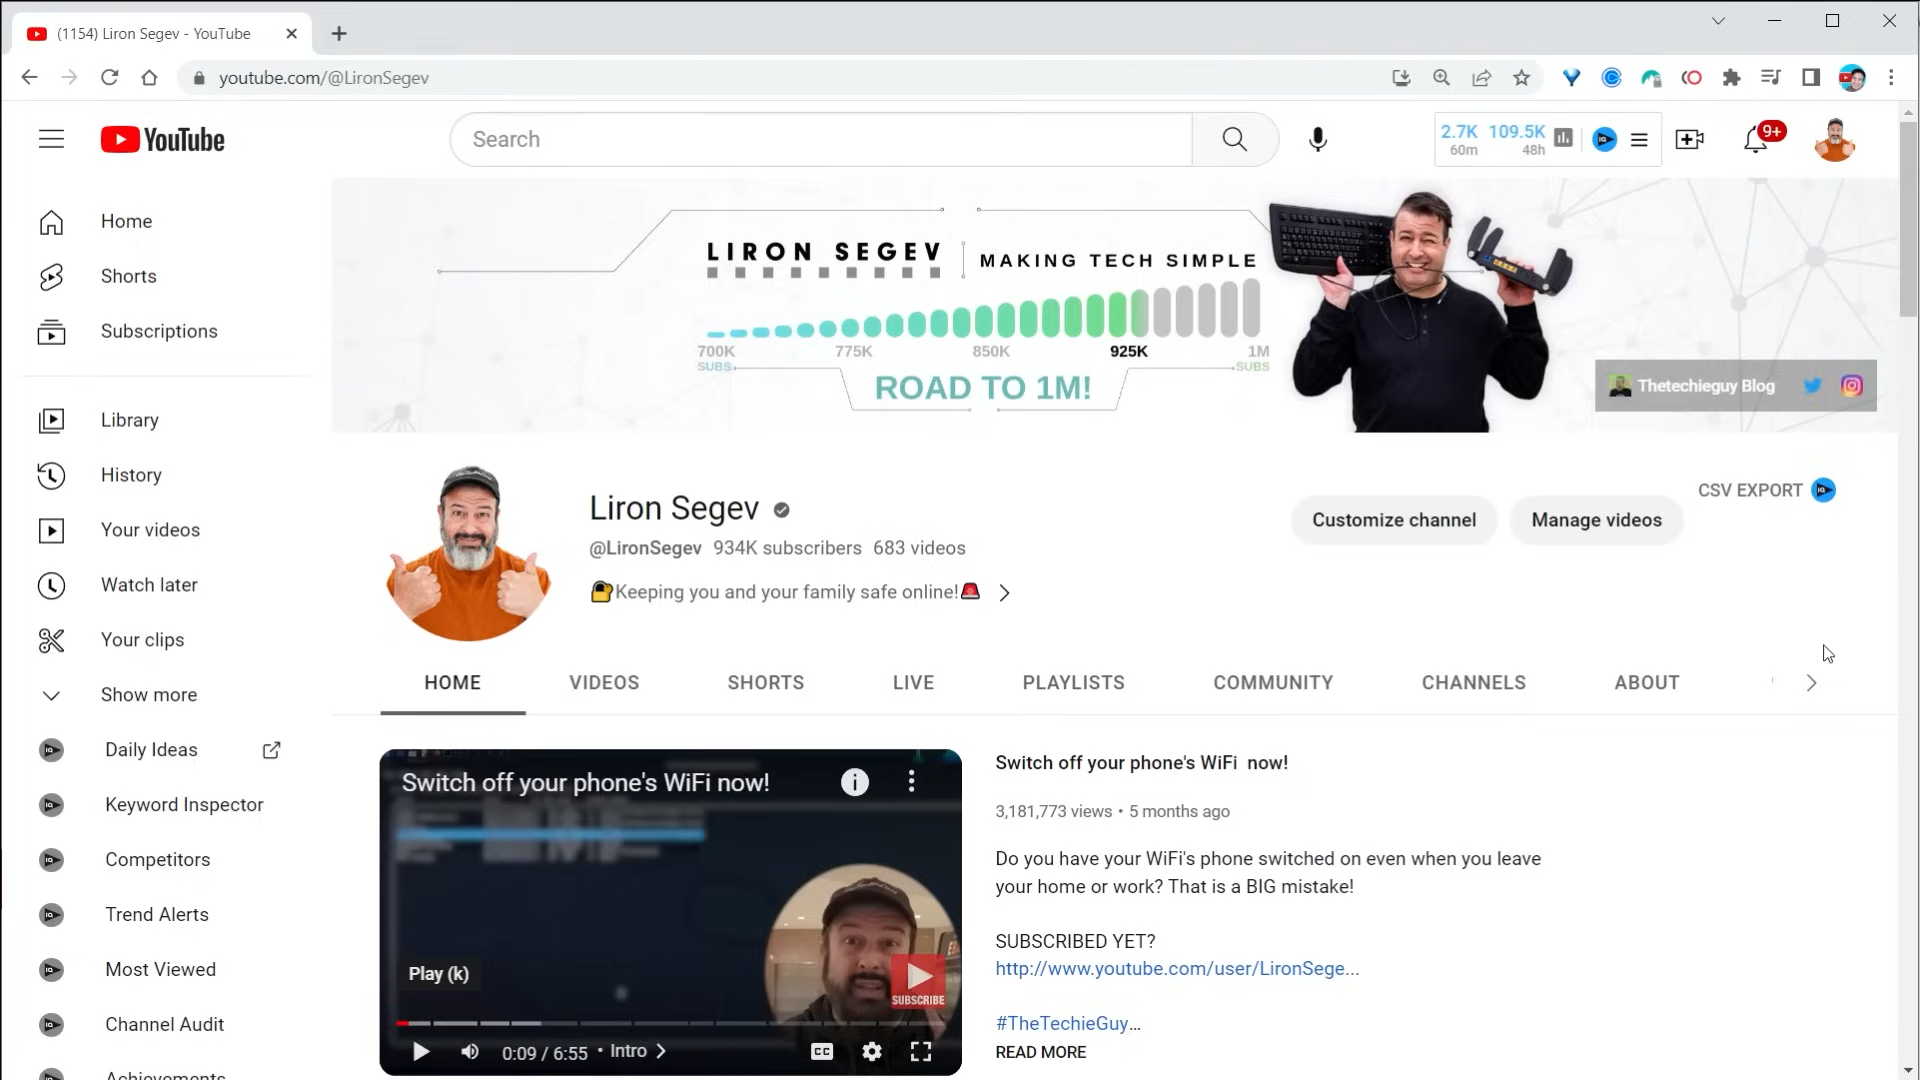 (1154) Liron Segev - YouTube
youtube.com/@LironSegev
YouTube
Search
2.7K 109.5K
60m 48h
9+
Home
Shorts
Subscriptions
Library
History
Your videos
Watch later
Your clips
Show more
Daily Ideas
Keyword Inspector
Competitors
Trend Alerts
Most Viewed
Channel Audit
Achievements
LIRON SEGEV MAKING TECH SIMPLE
700K 775K 850K 925K 1M
SUBS SUBS
ROAD TO 1M!
Thetechieguy Blog
Liron Segev
@LironSegev 934K subscribers 683 videos
🔐Keeping you and your family safe online!🚨
Customize channel
Manage videos
CSV EXPORT
HOME VIDEOS SHORTS LIVE PLAYLISTS COMMUNITY CHANNELS ABOUT
Switch off your phone's WiFi now!
Play (k)
SUBSCRIBE
0:09 / 6:55 • Intro
CC
Switch off your phone's WiFi now!
3,181,773 views • 5 months ago
Do you have your WiFi's phone switched on even when you leave
your home or work? That is a BIG mistake!
SUBSCRIBED YET?
http://www.youtube.com/user/LironSege...
#TheTechieGuy…
READ MORE